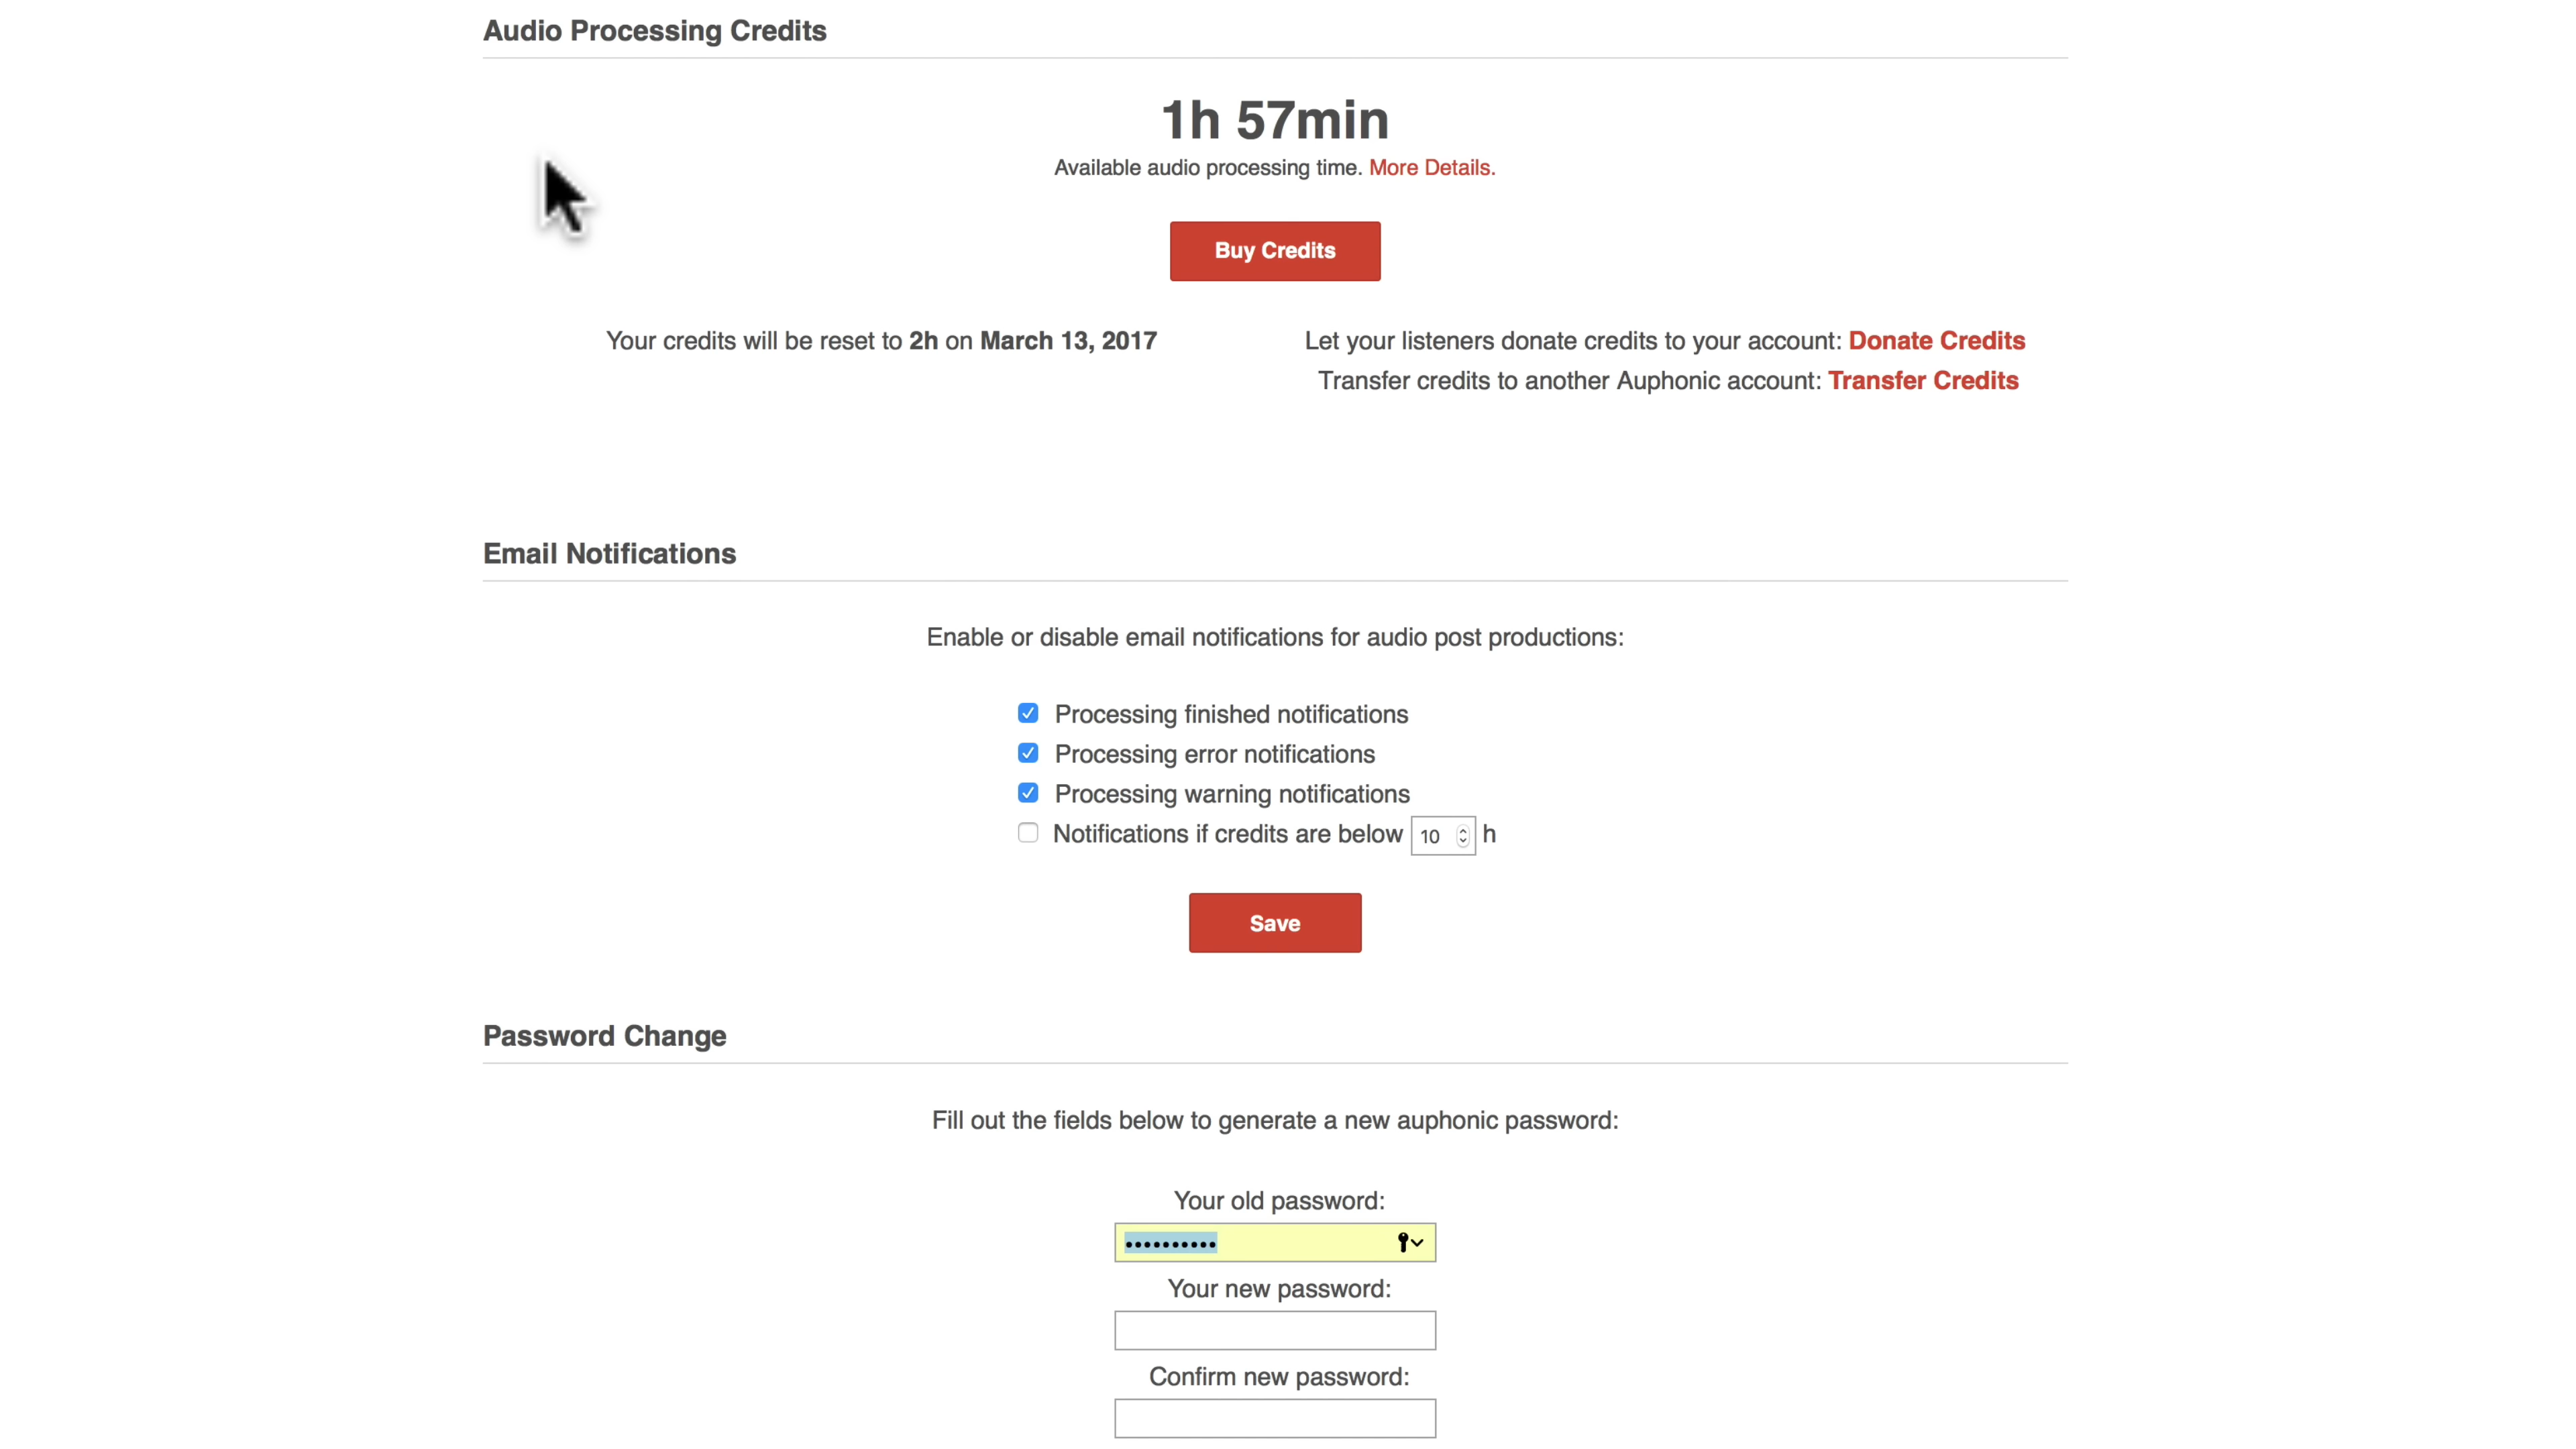 Audio Processing Credits
1h 57min
Available audio processing time. More Details.
Buy Credits
Your credits will be reset to 2h on March 13, 2017
Let your listeners donate credits to your account: Donate Credits
Transfer credits to another Auphonic account: Transfer Credits
Email Notifications
Enable or disable email notifications for audio post productions:
Processing finished notifications
Processing error notifications
Processing warning notifications
Notifications if credits are below 10 h
Save
Password Change
Fill out the fields below to generate a new auphonic password:
Your old password:
••••••••••
Your new password:
Confirm new password: